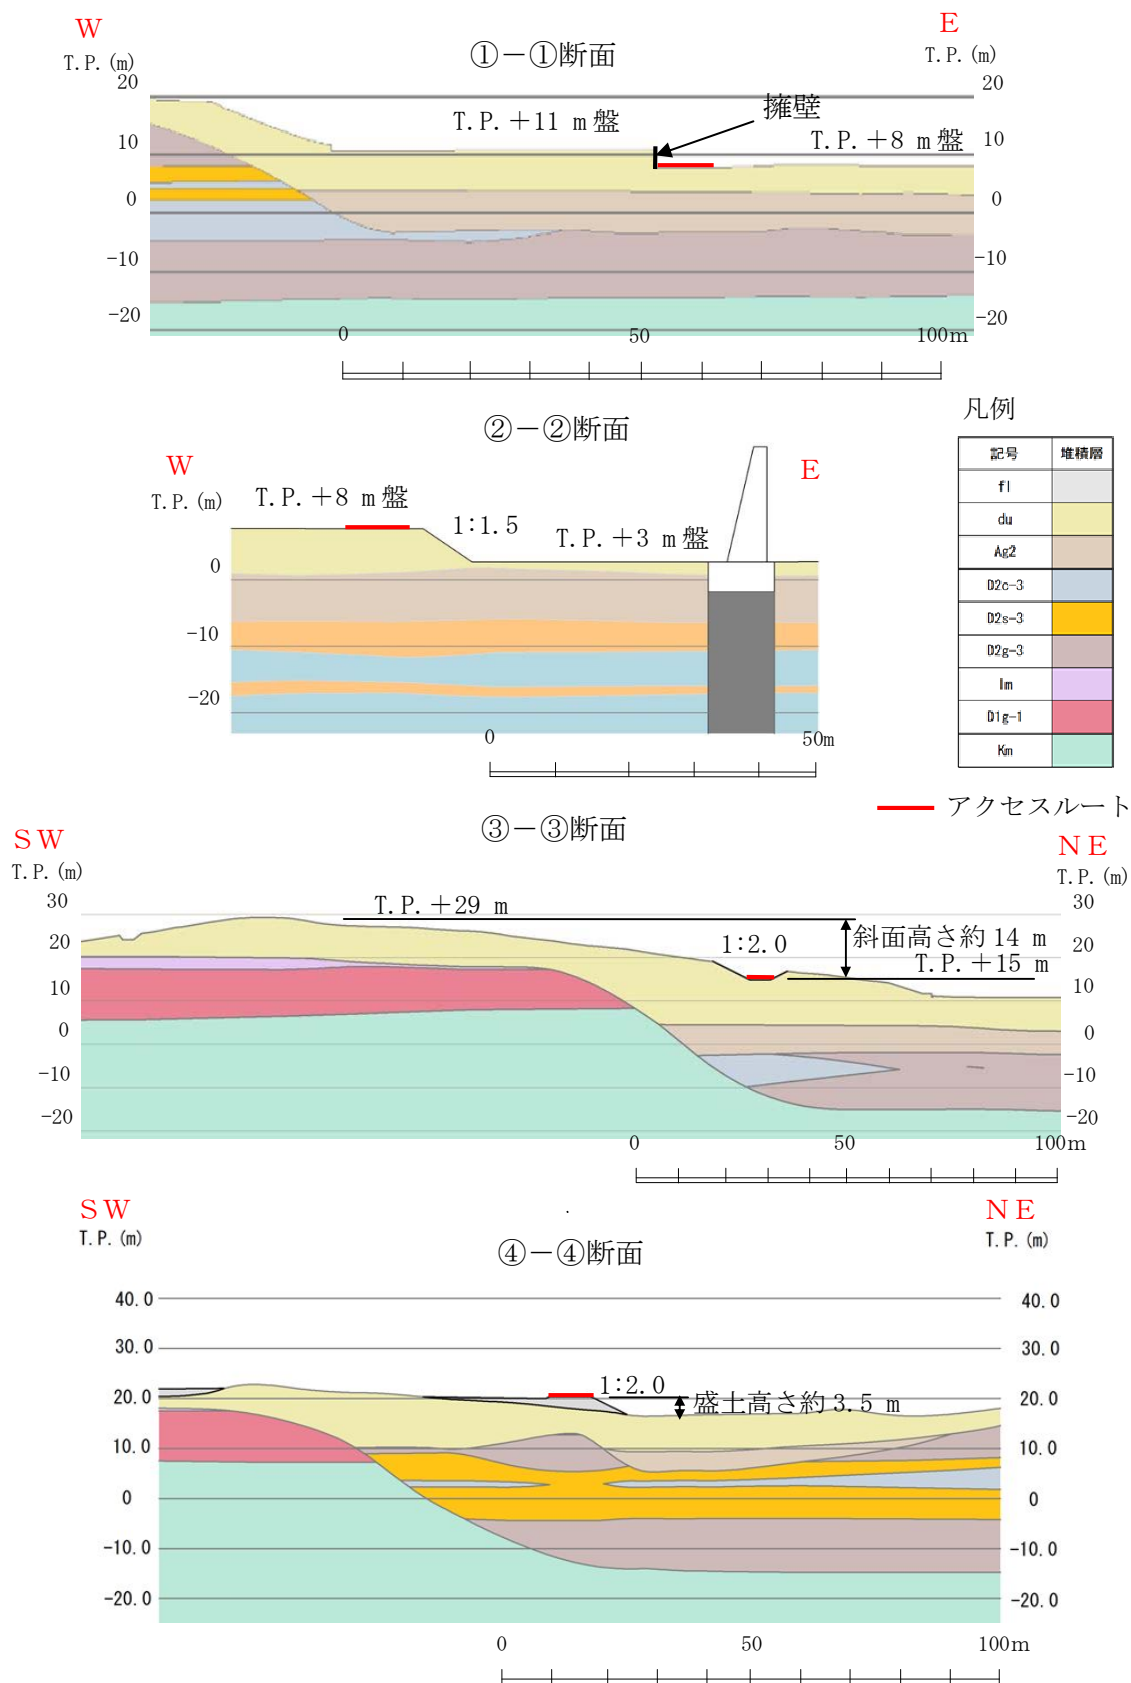 W
E
T.P.(m)
①-①断面
T.P.(m)
20
20
T.P.+11 m盤
擁壁
T.P.+8 m盤
10
10
0
0
-10
-10
-20
-20
0
50
100m
②-②断面
凡例
W
E
T.P.(m)
T.P.+8 m盤
1:1.5
T.P.+3 m盤
0
-10
-20
0
50m
記号 堆積層
fl
du
Ag2
D2c-3
D2s-3
D2g-3
lm
D1g-1
Km
アクセスルート
③-③断面
SW
NE
T.P.(m)
T.P.(m)
30
30
T.P.+29 m
20
20
1:2.0
斜面高さ約14 m
T.P.+15 m
10
10
0
0
-10
-10
-20
-20
0
50
100m
SW
NE
T.P.(m)
T.P.(m)
④-④断面
40.0
40.0
30.0
30.0
20.0
20.0
1:2.0
盛土高さ約3.5 m
10.0
10.0
0
0
-10.0
-10.0
-20.0
-20.0
0
50
100m